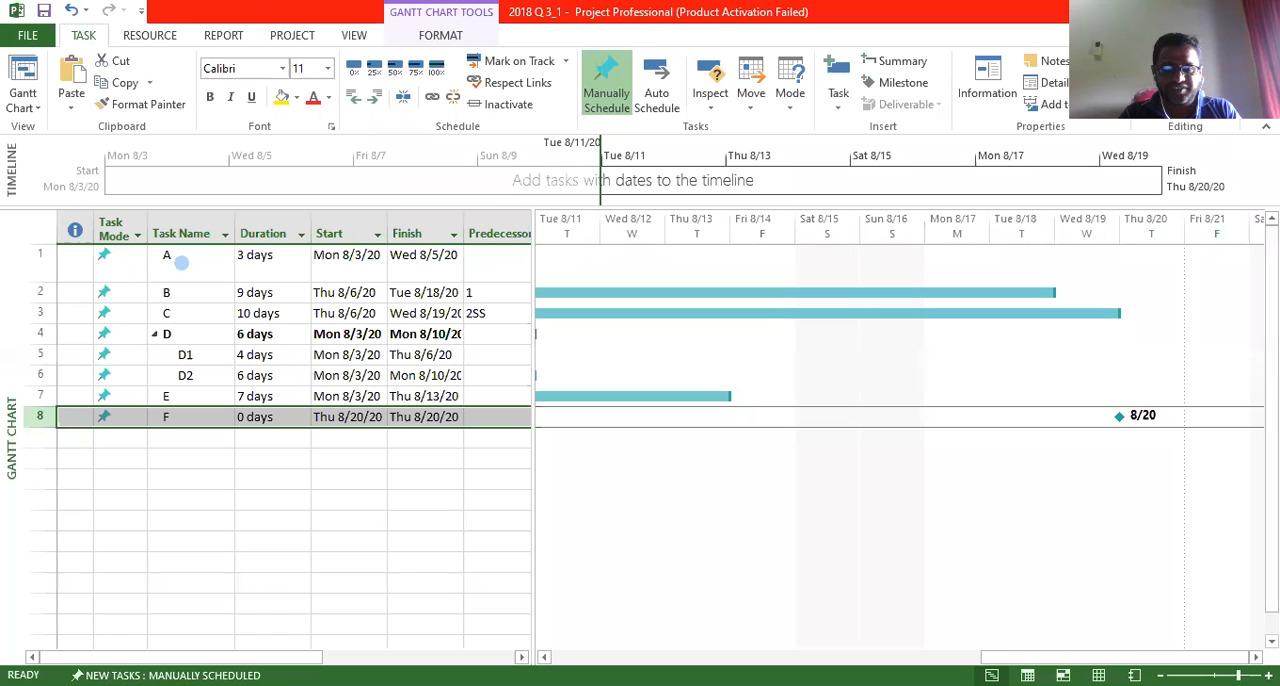 GANTT CHART TOOLS
2018 Q 3_1 - Project Professional (Product Activation Failed)
FILE TASK RESOURCE REPORT PROJECT VIEW FORMAT
Gantt Chart
View
Paste
Cut
Copy
Format Painter
Clipboard
Calibri 11
B I U A
Font
0% 25% 50% 75% 100%
Mark on Track
Respect Links
Inactivate
Schedule
Manually Schedule
Auto Schedule
Inspect
Move
Mode
Tasks
Task
Summary
Milestone
Deliverable
Insert
Information
Notes
Detail
Add to
Properties
Editing
TIMELINE
Tue 8/11/20
Mon 8/3 Wed 8/5 Fri 8/7 Sun 8/9 Tue 8/11 Thu 8/13 Sat 8/15 Mon 8/17 Wed 8/19
Start
Mon 8/3/20
Add tasks with dates to the timeline
Finish
Thu 8/20/20
GANTT CHART
Task Mode Task Name Duration Start Finish Predecessor
Tue 8/11 Wed 8/12 Thu 8/13 Fri 8/14 Sat 8/15 Sun 8/16 Mon 8/17 Tue 8/18 Wed 8/19 Thu 8/20 Fri 8/21 Sa
T W T F S S M T W T F
1 A 3 days Mon 8/3/20 Wed 8/5/20
2 B 9 days Thu 8/6/20 Tue 8/18/20 1
3 C 10 days Thu 8/6/20 Wed 8/19/20 2SS
4 D 6 days Mon 8/3/20 Mon 8/10/20
5 D1 4 days Mon 8/3/20 Thu 8/6/20
6 D2 6 days Mon 8/3/20 Mon 8/10/20
7 E 7 days Mon 8/3/20 Thu 8/13/20
8 F 0 days Thu 8/20/20 Thu 8/20/20 8/20
READY NEW TASKS : MANUALLY SCHEDULED